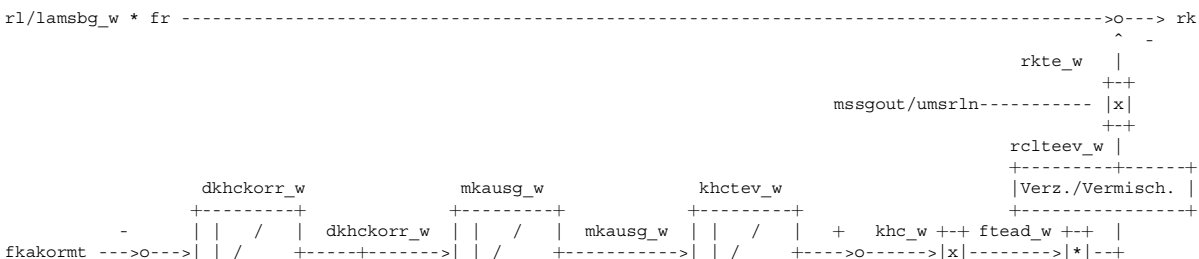 rl/lamsbg_w * fr ----------------------------------------------------------------------------------->o---> rk
^ -
rkte_w |
+-+
mssgout/umsrln----------- |x|
+-+
rclteev_w |
+---------+------+
dkhckorr_w mkausg_w khctev_w |Verz./Vermisch. |
+---------+ +---------+ +---------+ +----------------+
- | | / | dkhckorr_w | | / | mkausg_w | | / | + khc_w +-+ ftead_w +-+ |
fkakormt --->o--->| | / +-----+------->| | / +----------->| | / +---->o------>|x|-------->|*|--+